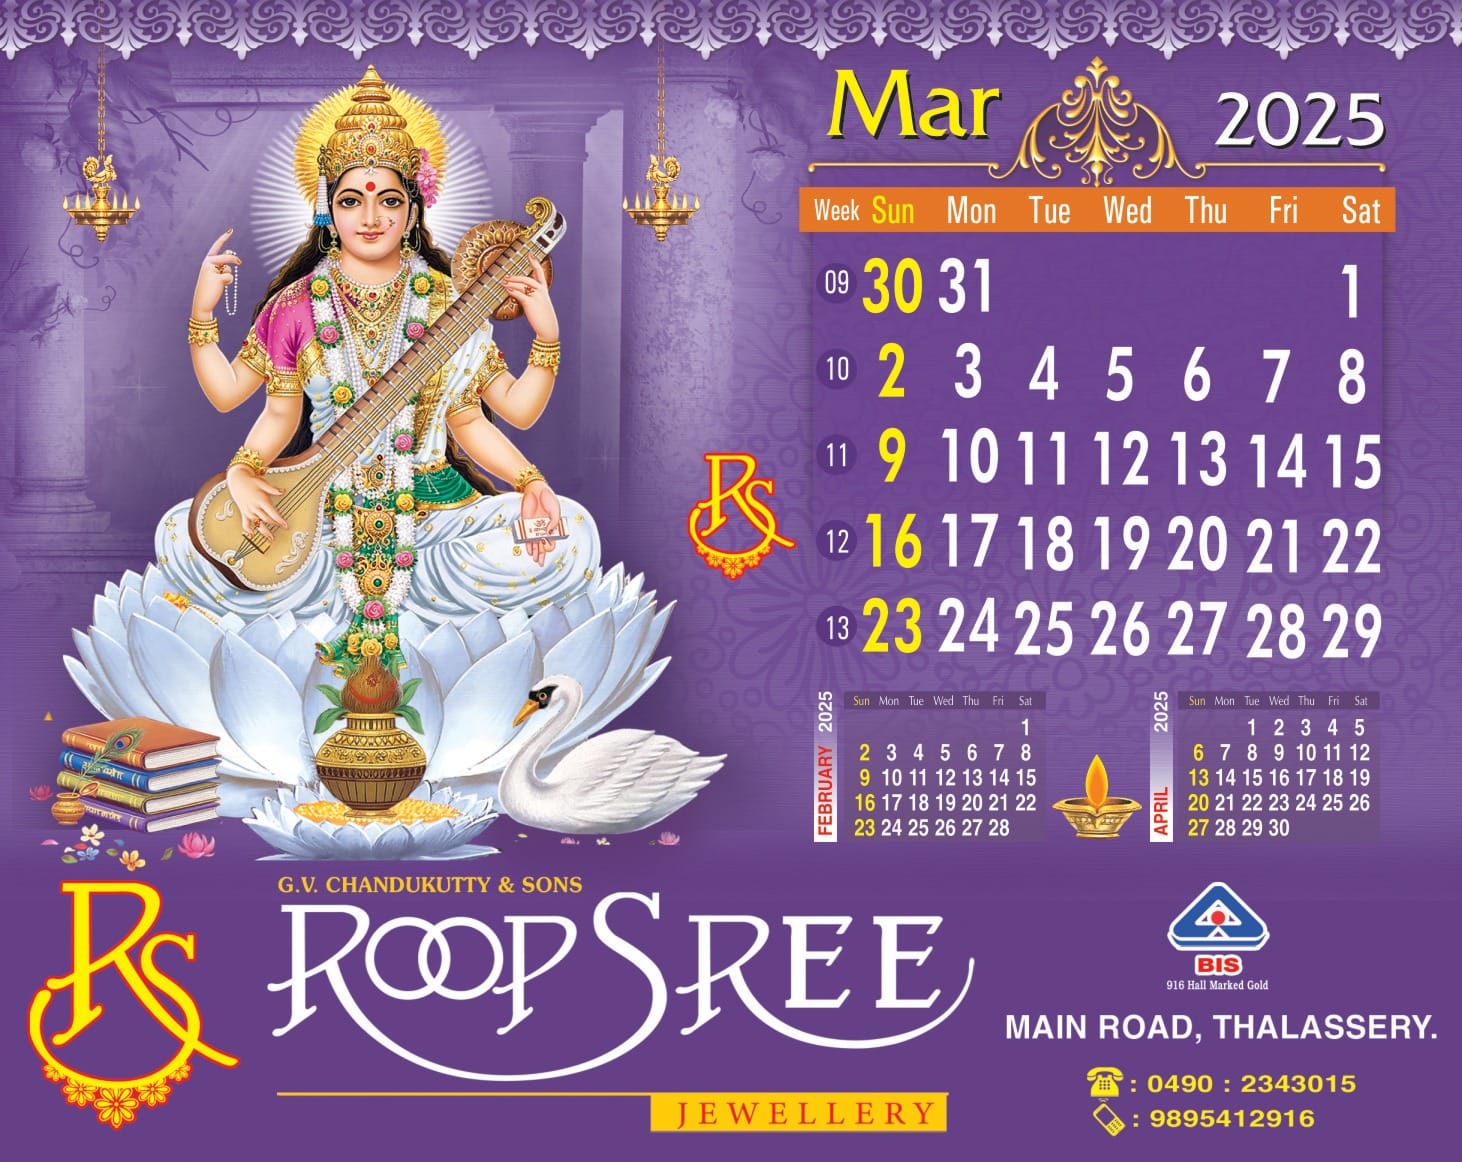 Mar 2025
Week Sun Mon Tue Wed Thu Fri Sat
09 30 31 1
10 2 3 4 5 6 7 8
11 9 10 11 12 13 14 15
12 16 17 18 19 20 21 22
13 23 24 25 26 27 28 29
RS
FEBRUARY 2025
Sun Mon Tue Wed Thu Fri Sat
1
2 3 4 5 6 7 8
9 10 11 12 13 14 15
16 17 18 19 20 21 22
23 24 25 26 27 28
APRIL 2025
Sun Mon Tue Wed Thu Fri Sat
1 2 3 4 5
6 7 8 9 10 11 12
13 14 15 16 17 18 19
20 21 22 23 24 25 26
27 28 29 30
ॐ
RS
G.V. CHANDUKUTTY & SONS
ROOPSREE
JEWELLERY
BIS
916 Hall Marked Gold
MAIN ROAD, THALASSERY.
: 0490 : 2343015
: 9895412916